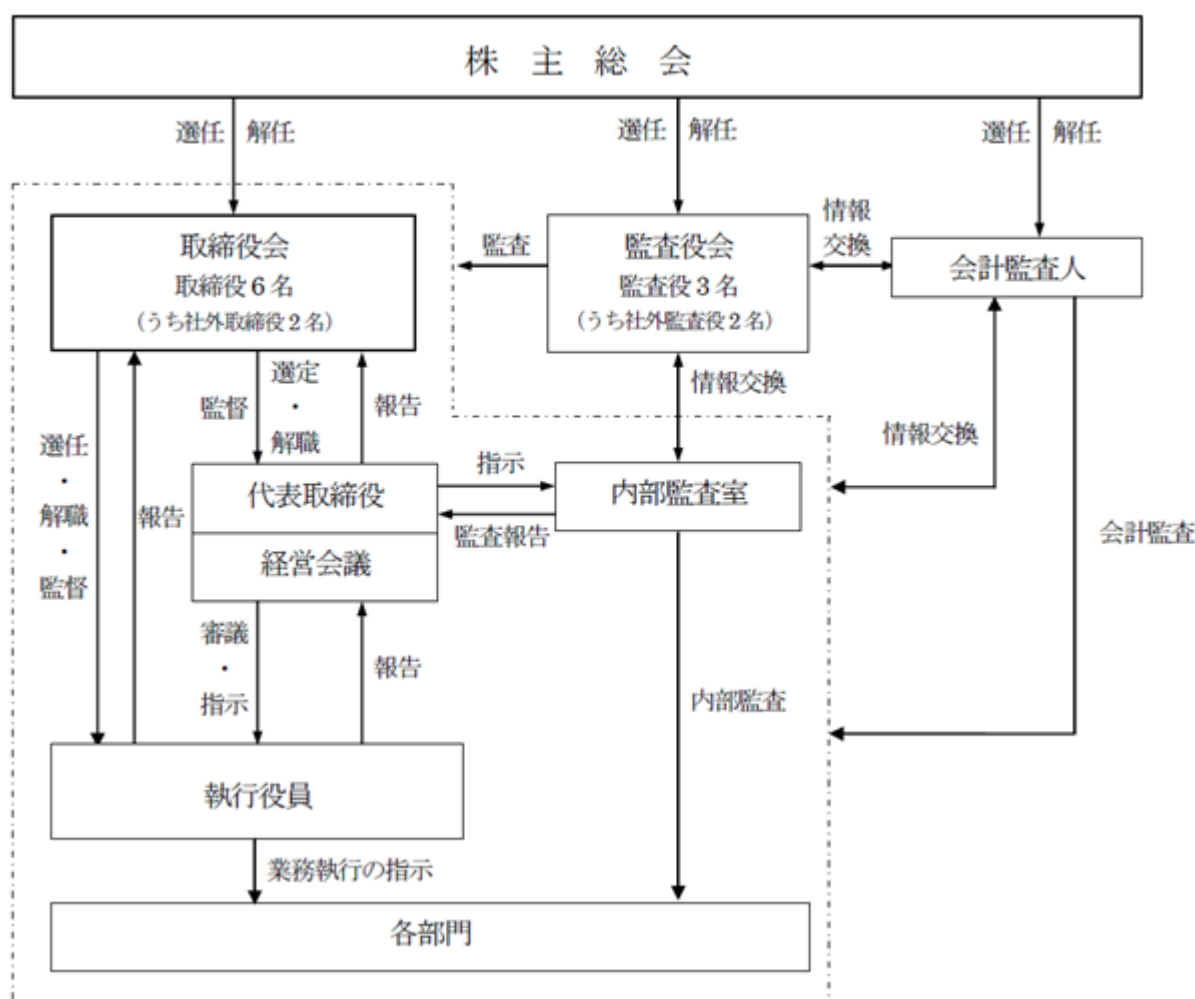 株主総会
選任 解任
選任 解任
選任 解任
取締役会
取締役6名
(うち社外取締役2名)
監査
監査役会
監査役3名
(うち社外監査役2名)
情報
交換
会計監査人
選任
・
解職
・
監督
報告
監督
選定
・
解職
報告
情報交換
情報交換
代表取締役
経営会議
指示
監査報告
内部監査室
会計監査
審議
・
指示
報告
内部監査
執行役員
業務執行の指示
各部門